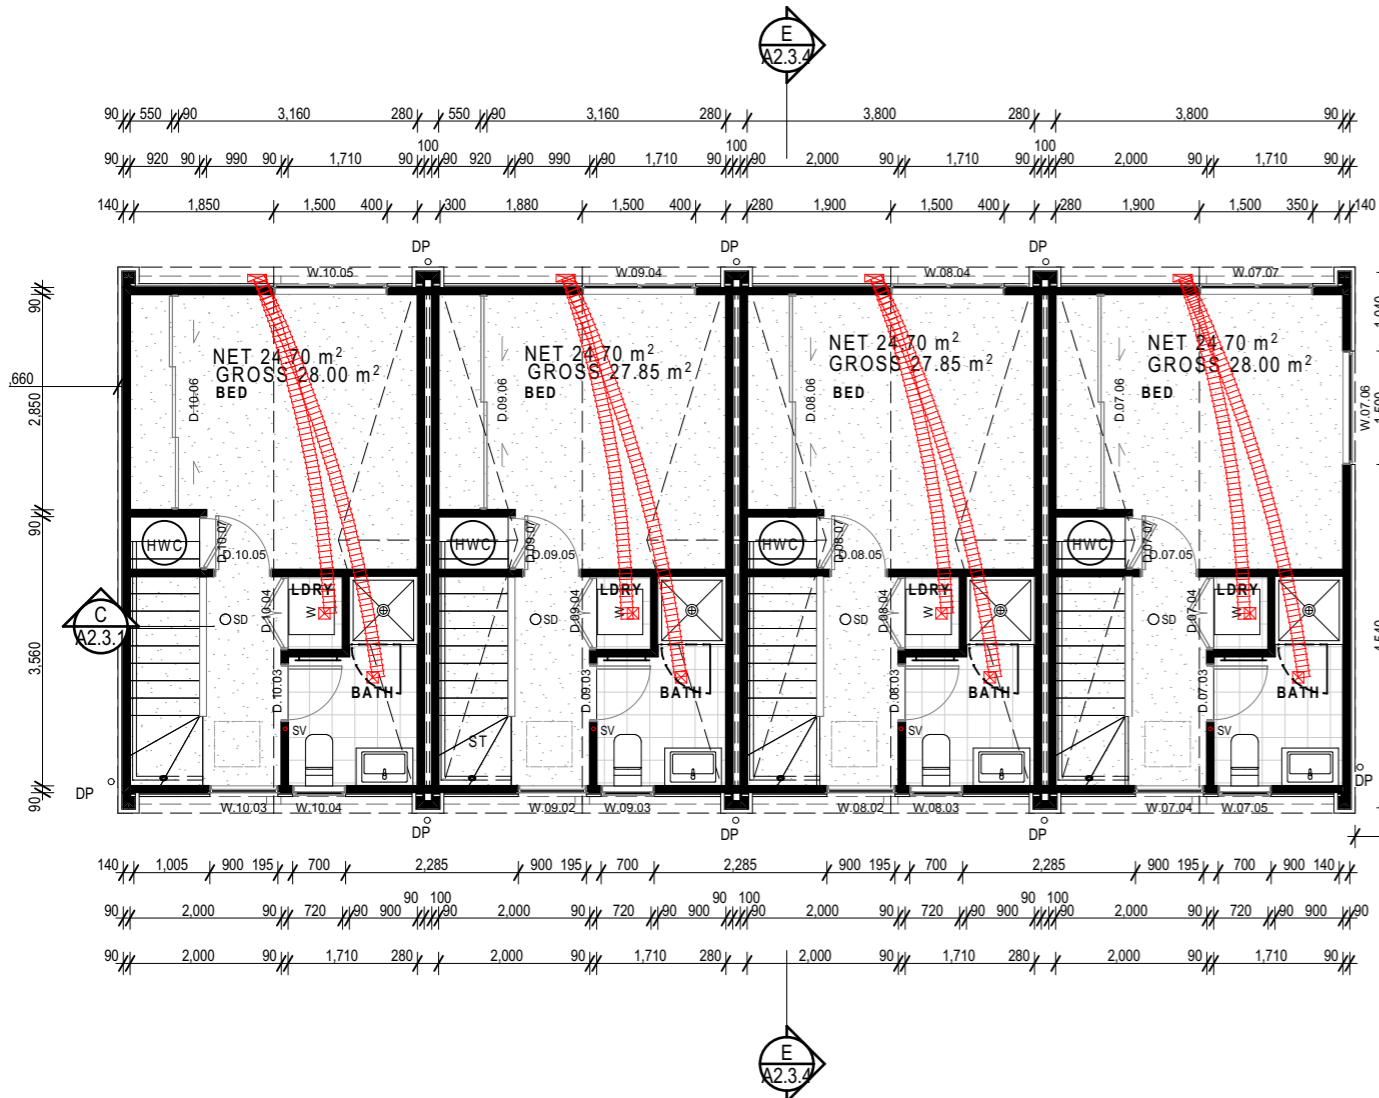 E
A2.3.4
90 550 90 3,160 280 550 90 3,160 280 3,800 280 3,800 90
100 100 100
90 920 90 990 90 1,710 90 90 920 90 990 90 1,710 90 90 2,000 90 1,710 90 90 2,000 90 1,710 90
140 1,850 1,500 400 300 1,880 1,500 400 280 1,900 1,500 400 280 1,900 1,500 350 140
DP DP DP
W.10.05 W.09.04 W.08.04 W.07.07
90
NET 24.70 m² NET 24.70 m² NET 24.70 m² NET 24.70 m²
GROSS 28.00 m² GROSS 27.85 m² GROSS 27.85 m² GROSS 28.00 m²
BED BED BED BED
,660
2,850
D.10.06 D.09.06 D.08.06 D.07.06
W.07.06
90
HWC HWC HWC HWC
D.10.07 D.09.07 D.08.07 D.07.07
D.10.05 D.09.05 D.08.05 D.07.05
LDRY LDRY LDRY LDRY
W W W W
D.10.04 D.09.04 D.08.04 D.07.04
C
A2.3.1
SD SD SD SD
3,560
4,540
D.10.03 D.09.03 D.08.03 D.07.03
BATH BATH BATH BATH
SV SV SV SV
ST
90
DP DP
W.10.03 W.10.04 W.09.02 W.09.03 W.08.02 W.08.03 W.07.04 W.07.05
DP DP DP
140 1,005 900 195 700 2,285 900 195 700 2,285 900 195 700 2,285 900 195 700 900 140
90 100 90 100 90 100
90 2,000 90 720 90 900 90 2,000 90 720 90 900 90 2,000 90 720 90 900 90 2,000 90 720 90 900 90
90 2,000 90 1,710 280 2,000 90 1,710 280 2,000 90 1,710 280 2,000 90 1,710 90
E
A2.3.4